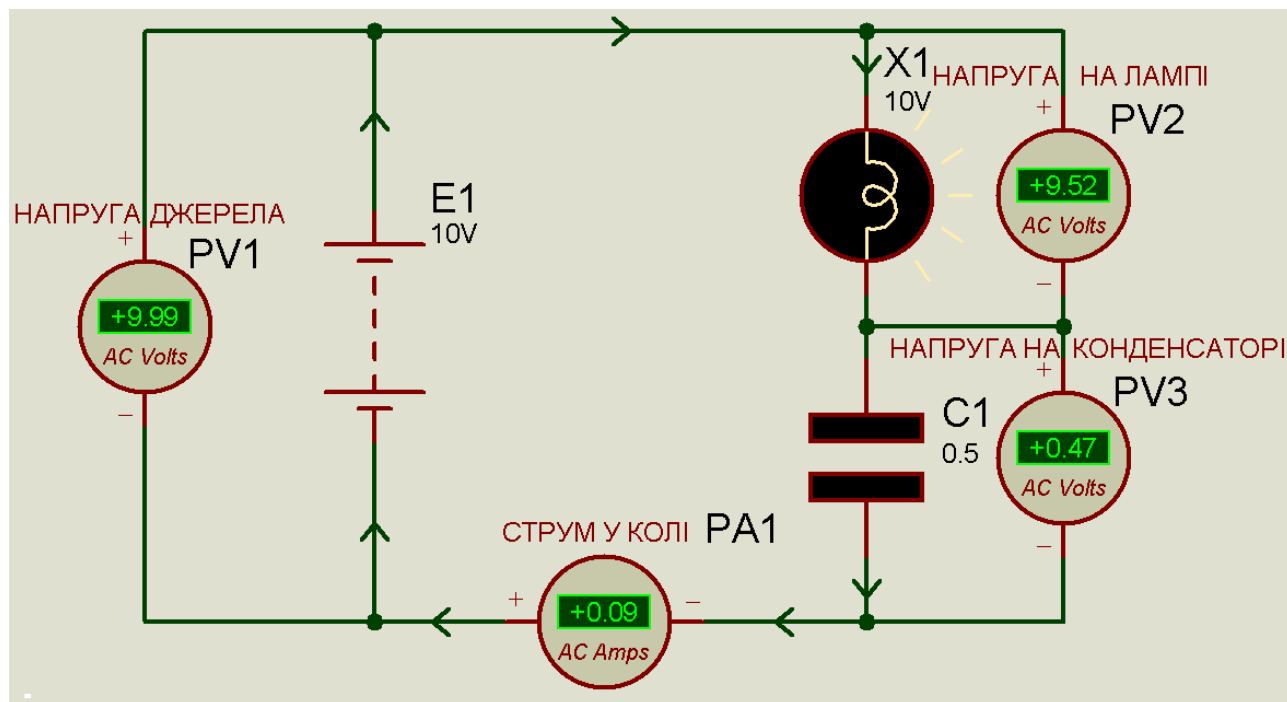 X1
10V
НАПРУГА НА ЛАМПІ
+
PV2
+9.52
AC Volts
−
E1
10V
НАПРУГА ДЖЕРЕЛА
+
PV1
+9.99
AC Volts
−
НАПРУГА НА КОНДЕНСАТОРІ
+
PV3
C1
0.5
+0.47
AC Volts
−
СТРУМ У КОЛІ
PA1
+
+0.09
−
AC Amps